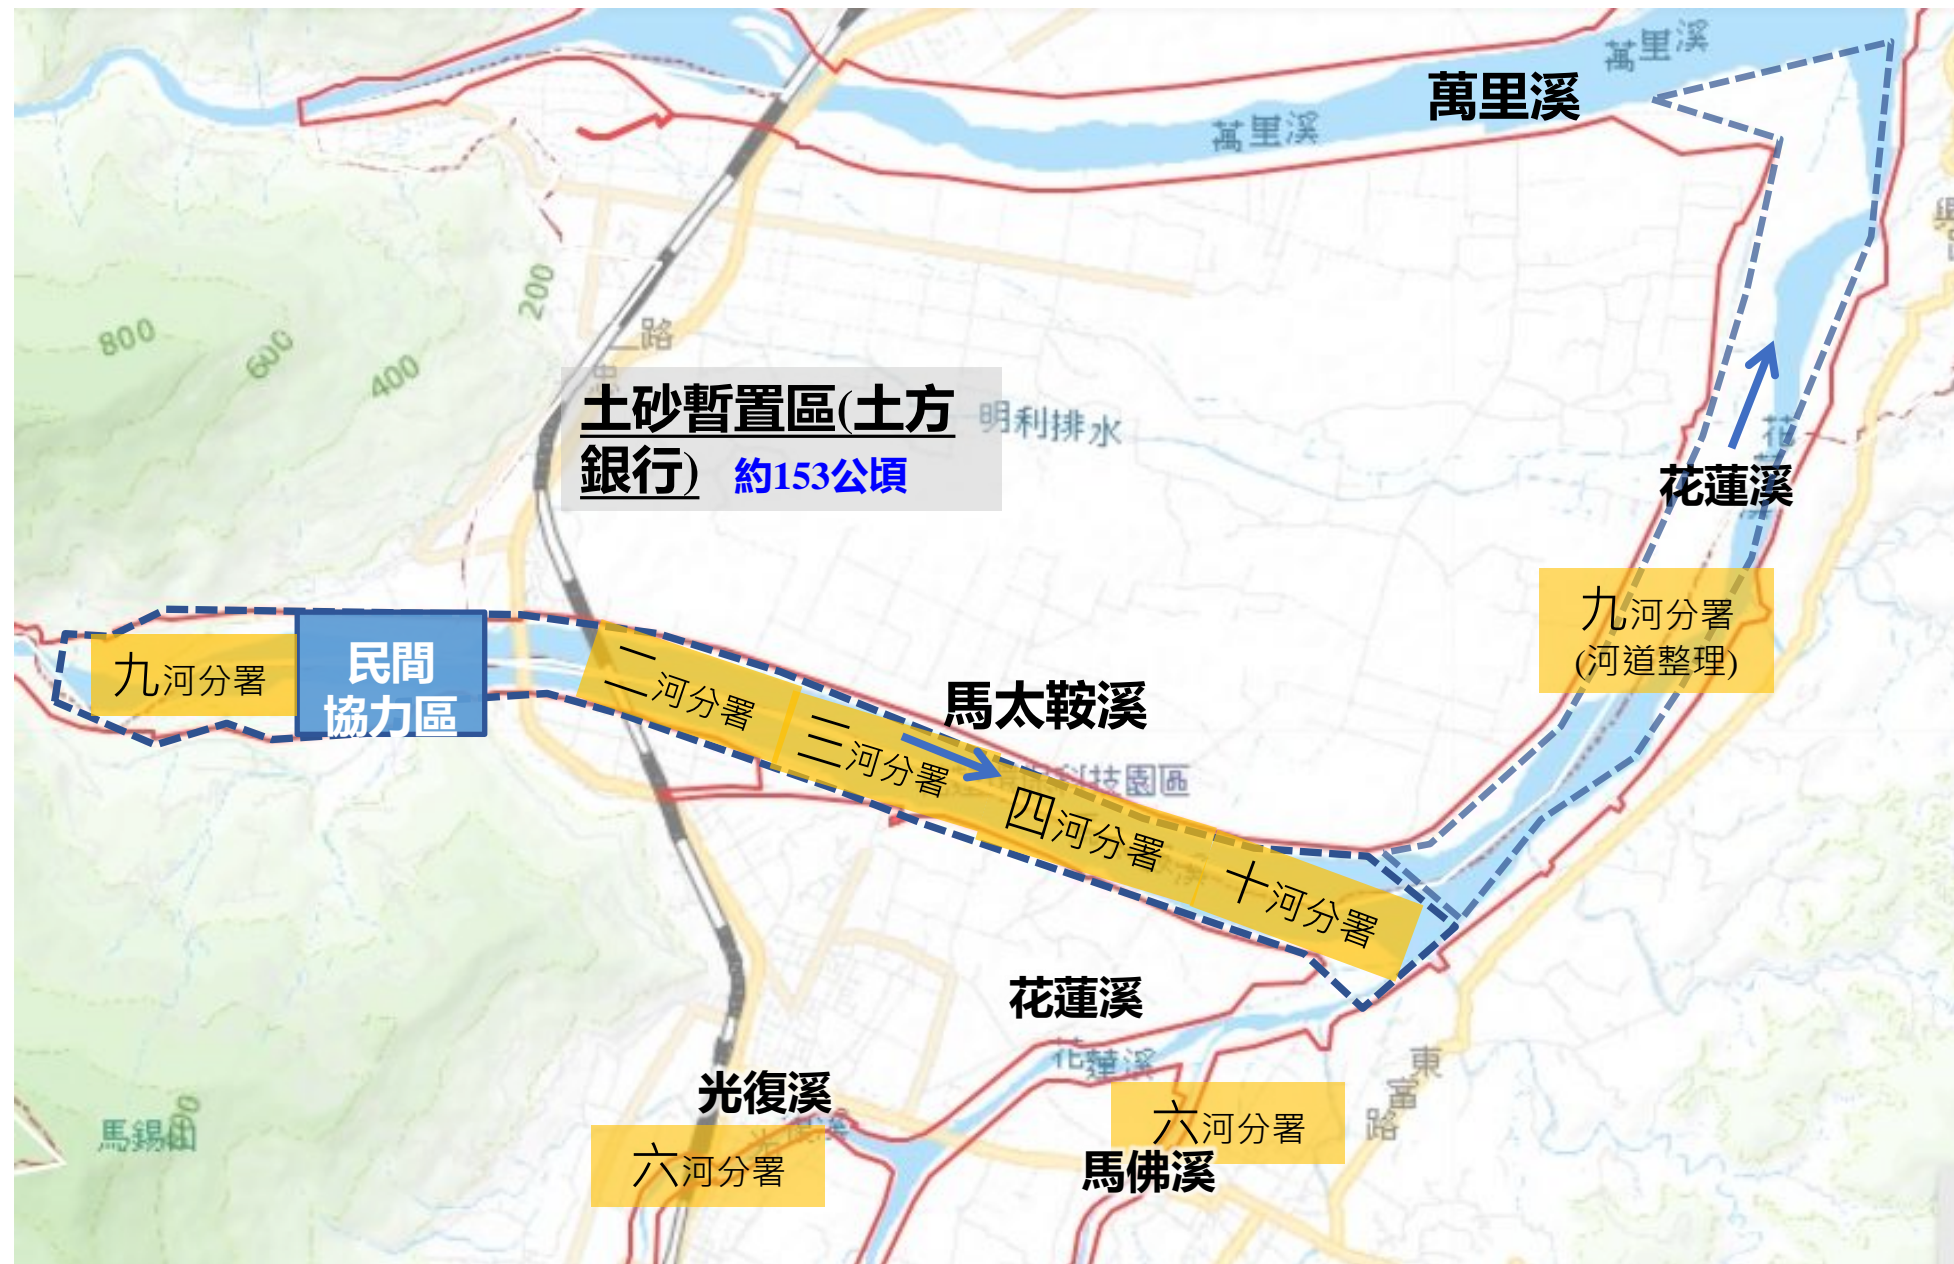 萬里溪
萬里溪
萬里溪
200
800
600
400
路
土砂暫置區(土方
銀行) 約153公頃
明利排水
花
花蓮溪
九河分署
(河道整理)
九河分署
民間
協力區
二河分署
三河分署
馬太鞍溪
科技園區
四河分署
十河分署
花蓮溪
花蓮溪
東
富
路
光復溪
六河分署
六河分署
馬佛溪
馬錫山